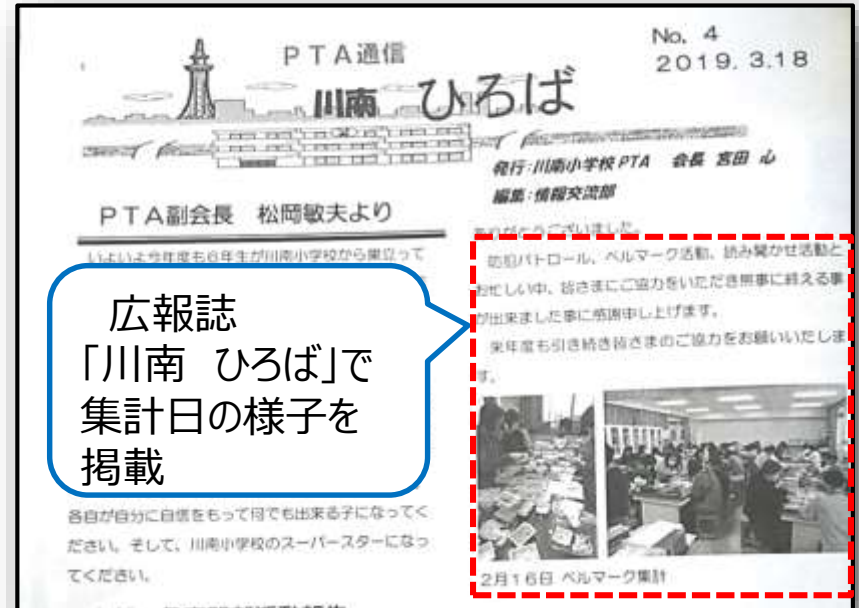 No. 4
2019. 3.18
PTA通信
川南 ひろば
発行:川南小学校PTA 会長 宮田 心
編集:情報交流部
PTA副会長 松岡敏夫より
いよいよ今年度も6年生が川南小学校から巣立って
広報誌
「川南 ひろば」で
集計日の様子を
掲載
各自が自分に自信をもって何でも出来る子になってく
ださい。そして、川南小学校のスーパースターになっ
てください。
ありがとうございました。
防犯パトロール、ベルマーク活動、読み聞かせ活動と
お忙しい中、皆さまにご協力をいただき無事に終える事
が出来ました事に感謝申し上げます。
来年度も引き続き皆さまのご協力をお願いいたしま
す。
2月16日 ベルマーク集計